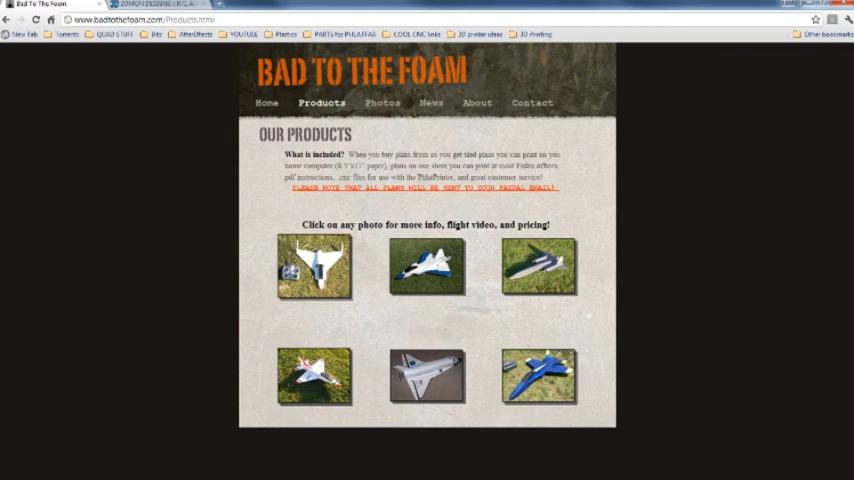 Bad To The Foam
www.badtothefoam.com/Products.html
New Tab Torrents QUAD STUFF Bits AfterEffects YOUTUBE Plastics PARTS for PHLATFAB COOL CNC links 3D printer ideas 3D Printing Other bookmarks
BAD TO THE FOAM
Home Products Photos News About Contact
OUR PRODUCTS
What is included? When you buy plans from us you get tiled plans you can print on you
home computer (8.5"x11" paper), plans on one sheet you can print at most Fedex offices,
pdf instructions, .cnc files for use with the PhlatPrinter, and great customer service!
PLEASE NOTE THAT ALL PLANS WILL BE SENT TO YOUR PAYPAL EMAIL!
Click on any photo for more info, flight video, and pricing!